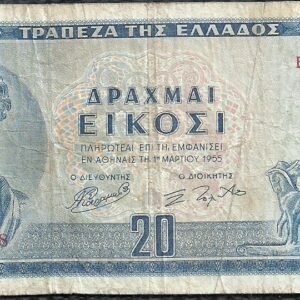 ΤΡΑΠΕΖΑ ΤΗΣ ΕΛΛΑΔΟΣ
ΔΡΑΧΜΑΙ
ΕΙΚΟΣΙ
ΠΛΗΡΩΤΕΑΙ ΕΠΙ ΤΗ ΕΜΦΑΝΙΣΕΙ
ΕΝ ΑΘΗΝΑΙΣ ΤΗ 1Η ΜΑΡΤΙΟΥ 1955
Ο ΔΙΕΥΘΥΝΤΗΣ Ο ΔΙΟΙΚΗΤΗΣ
20